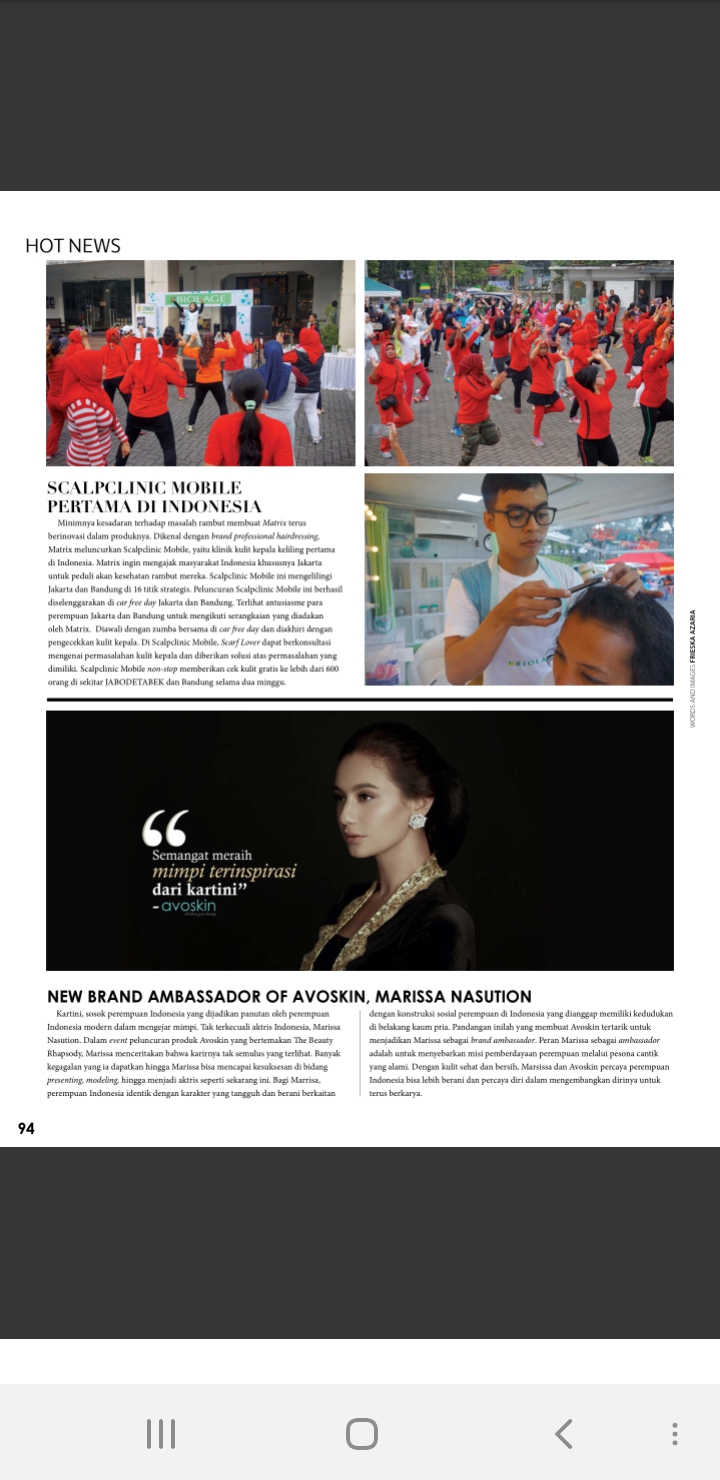 HOT NEWS
BIOLAGE
SCALPCLINIC MOBILE
PERTAMA DI INDONESIA
Minimnya kesadaran terhadap masalah rambut membuat Matrix terus
berinovasi dalam produknya. Dikenal dengan brand professional hairdressing,
Matrix meluncurkan Scalpclinic Mobile, yaitu klinik kulit kepala keliling pertama
di Indonesia. Matrix ingin mengajak masyarakat Indonesia khususnya Jakarta
untuk peduli akan kesehatan rambut mereka. Scalpclinic Mobile ini mengelilingi
Jakarta dan Bandung di 16 titik strategis. Peluncuran Scalpclinic Mobile ini berhasil
diselenggarakan di car free day Jakarta dan Bandung. Terlihat antusiasme para
perempuan Jakarta dan Bandung untuk mengikuti serangkaian yang diadakan
oleh Matrix. Diawali dengan zumba bersama di car free day dan diakhiri dengan
pengecekkan kulit kepala. Di Scalpclinic Mobile, Scarf Lover dapat berkonsultasi
mengenai permasalahan kulit kepala dan diberikan solusi atas permasalahan yang
dimiliki. Scalpclinic Mobile non-stop memberikan cek kulit gratis ke lebih dari 600
orang di sekitar JABODETABEK dan Bandung selama dua minggu.
BIOLA
WORDS AND IMAGES FRIESKA AZARIA
“
Semangat meraih
mimpi terinspirasi
dari kartini”
- avoskin
NEW BRAND AMBASSADOR OF AVOSKIN, MARISSA NASUTION
Kartini, sosok perempuan Indonesia yang dijadikan panutan oleh perempuan
Indonesia modern dalam mengejar mimpi. Tak terkecuali aktris Indonesia, Marissa
Nasution. Dalam event peluncuran produk Avoskin yang bertemakan The Beauty
Rhapsody, Marissa menceritakan bahwa karirnya tak semulus yang terlihat. Banyak
kegagalan yang ia dapatkan hingga Marissa bisa mencapai kesuksesan di bidang
presenting, modeling, hingga menjadi aktris seperti sekarang ini. Bagi Marrisa,
perempuan Indonesia identik dengan karakter yang tangguh dan berani berkaitan
dengan konstruksi sosial perempuan di Indonesia yang dianggap memiliki kedudukan
di belakang kaum pria. Pandangan inilah yang membuat Avoskin tertarik untuk
menjadikan Marissa sebagai brand ambassador. Peran Marissa sebagai ambassador
adalah untuk menyebarkan misi pemberdayaan perempuan melalui pesona cantik
yang alami. Dengan kulit sehat dan bersih, Marsissa dan Avoskin percaya perempuan
Indonesia bisa lebih berani dan percaya diri dalam mengembangkan dirinya untuk
terus berkarya.
94